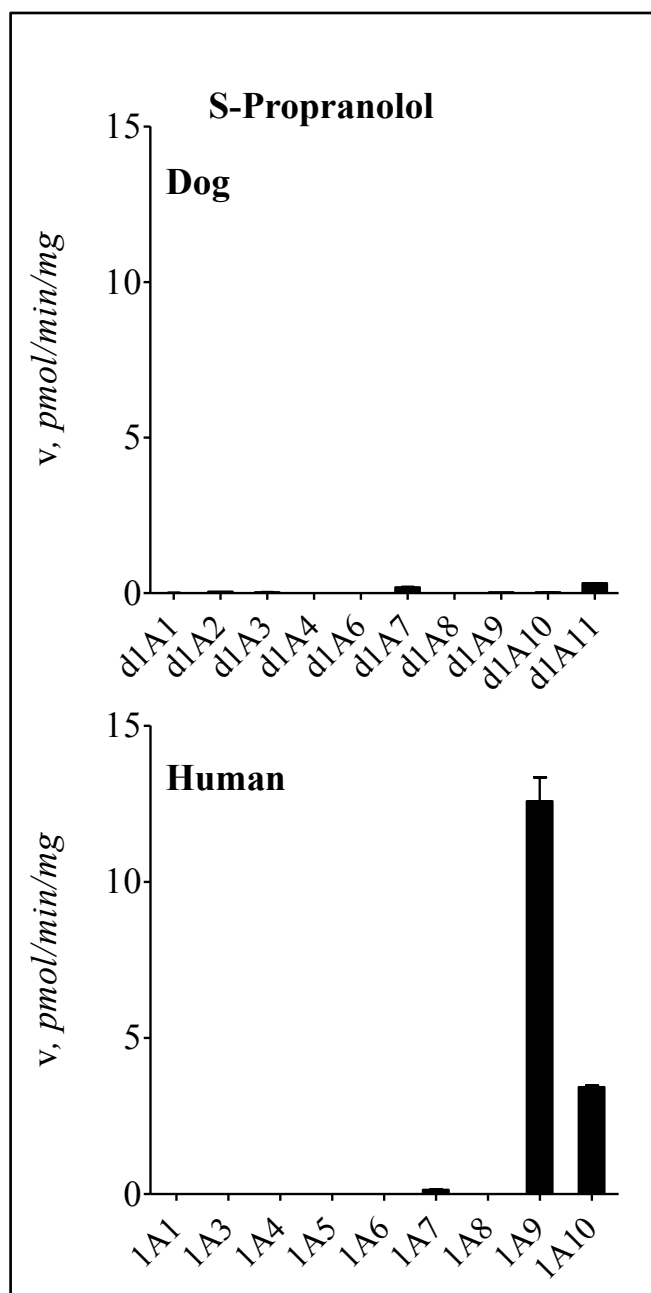 S-Propranolol
Dog
v, pmol/min/mg
15
10
5
0
d1A1 d1A2 d1A3 d1A4 d1A6 d1A7 d1A8 d1A9 d1A10 d1A11
Human
v, pmol/min/mg
15
10
5
0
1A1 1A3 1A4 1A5 1A6 1A7 1A8 1A9 1A10